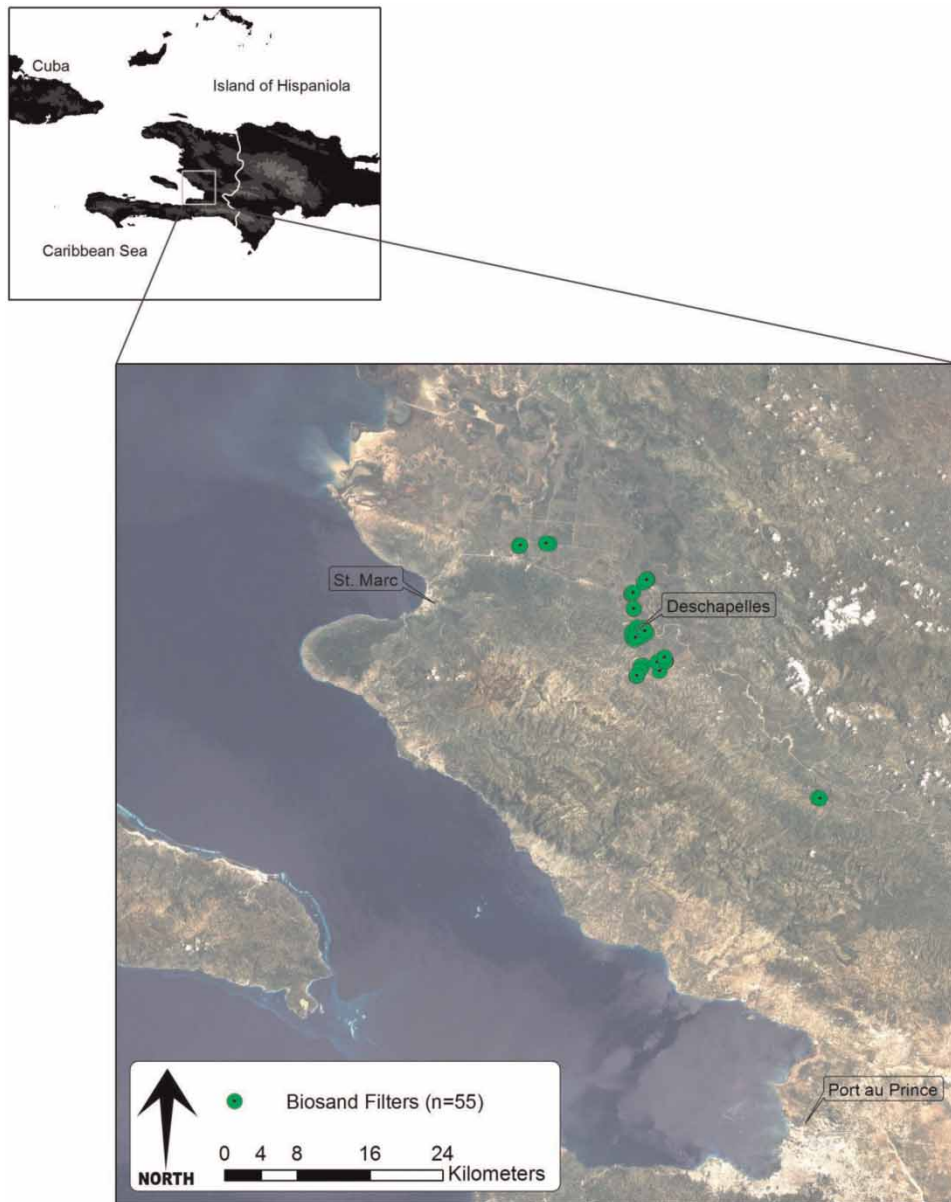 Cuba
Island of Hispaniola
Caribbean Sea
St. Marc
Deschapelles
Port au Prince
Biosand Filters (n=55)
0 4 8 16 24
Kilometers
NORTH